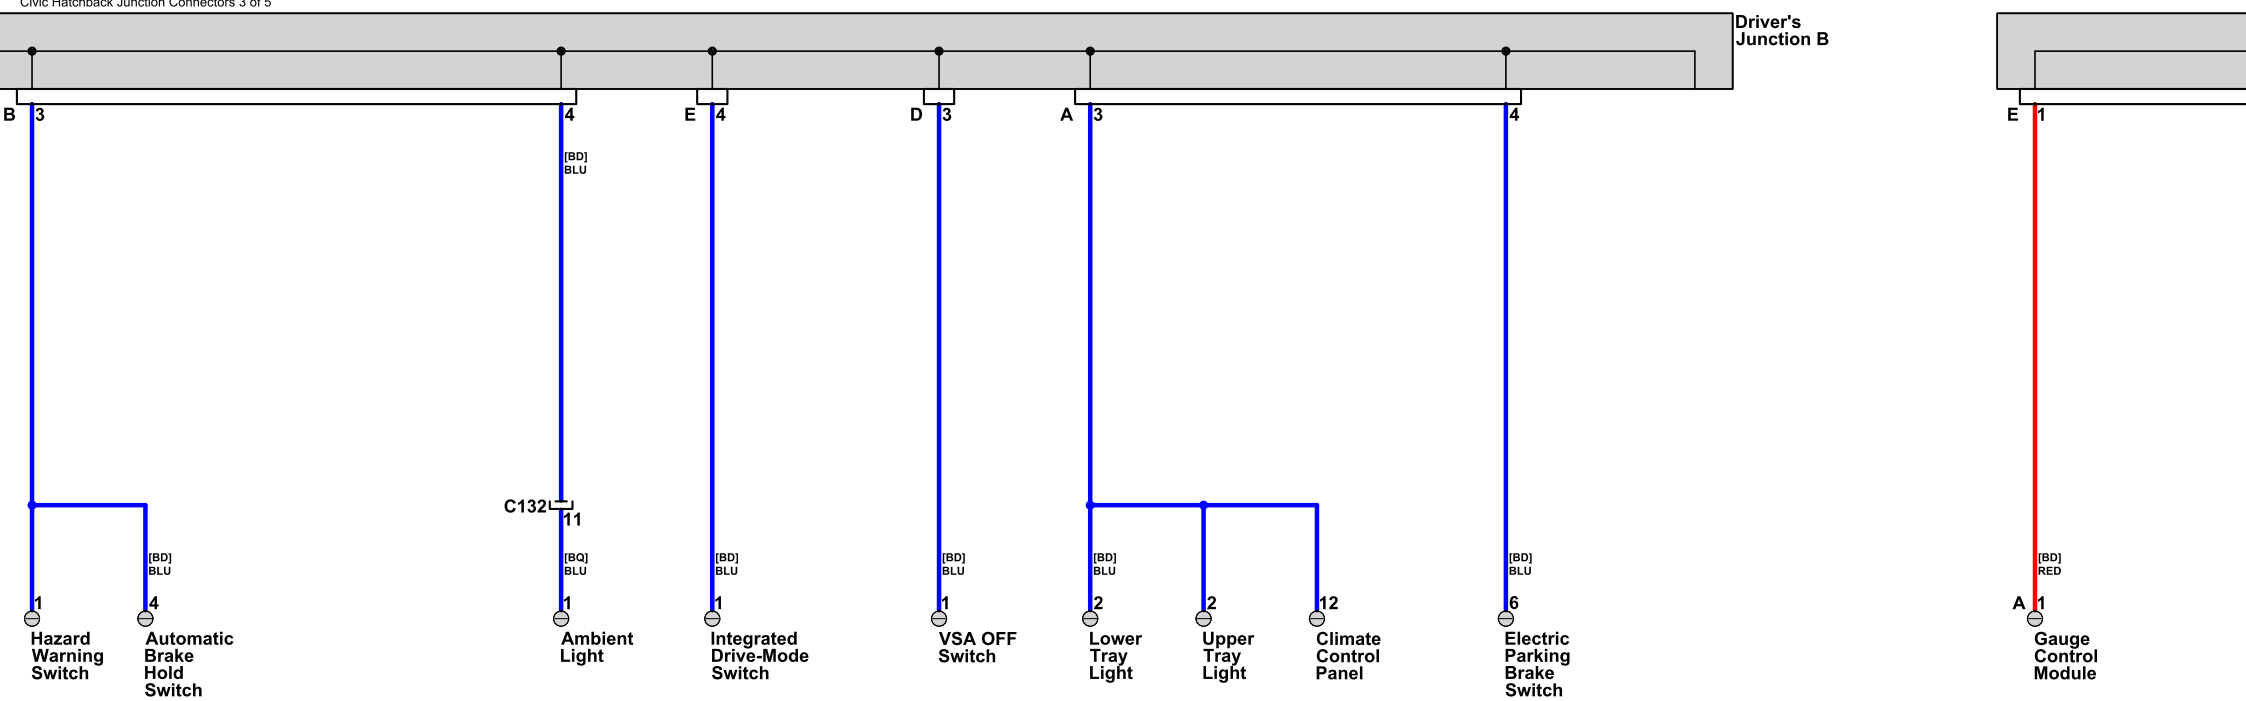 Civic Hatchback Junction Connectors 3 of 5
Driver's
Junction B
B 3 4 E 4 D 3 A 3 4 E 1
[BD]
BLU
C132
11
[BD] [BQ] [BD] [BD] [BD] [BD] [BD]
BLU BLU BLU BLU BLU BLU RED
1 4 1 1 1 2 2 12 6 A 1
Hazard
Warning
Switch
Automatic
Brake
Hold
Switch
Ambient
Light
Integrated
Drive-Mode
Switch
VSA OFF
Switch
Lower
Tray
Light
Upper
Tray
Light
Climate
Control
Panel
Electric
Parking
Brake
Switch
Gauge
Control
Module